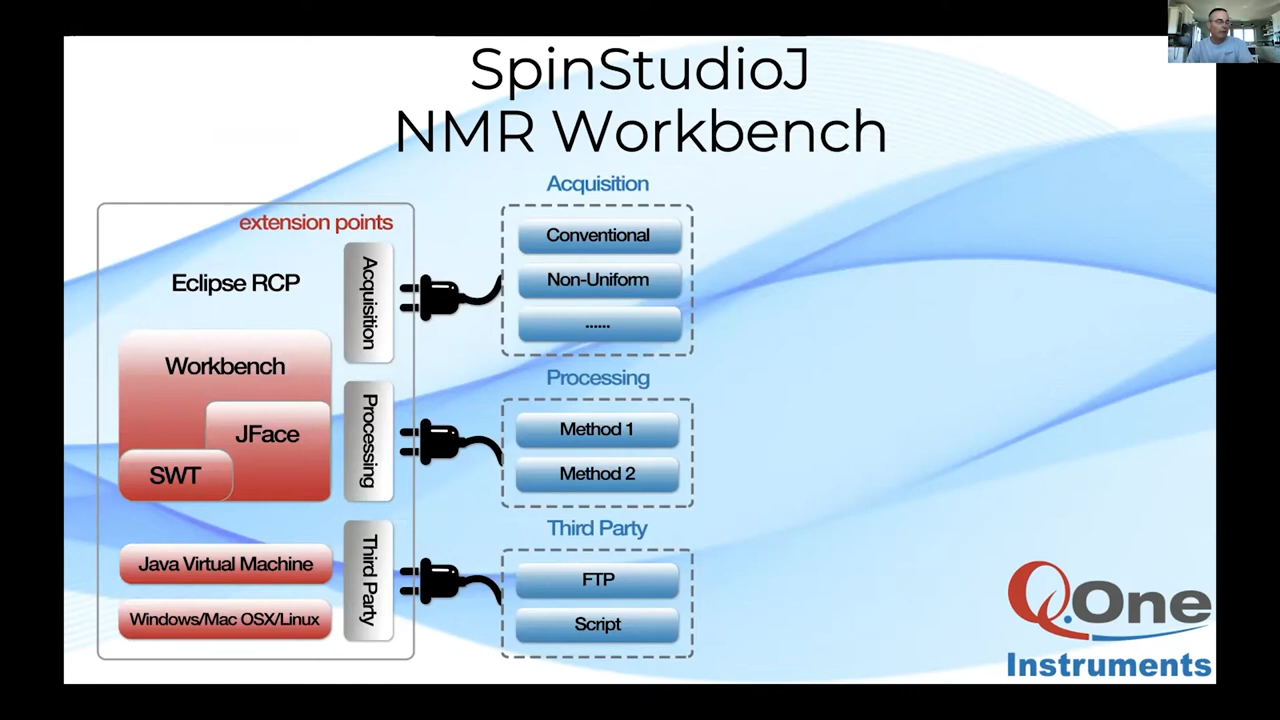 SpinStudioJ
NMR Workbench
extension points
Eclipse RCP
Workbench
JFace
SWT
Java Virtual Machine
Windows/Mac OSX/Linux
Acquisition
Processing
Third Party
Acquisition
Conventional
Non-Uniform
......
Processing
Method 1
Method 2
Third Party
FTP
Script
Q.One
Instruments